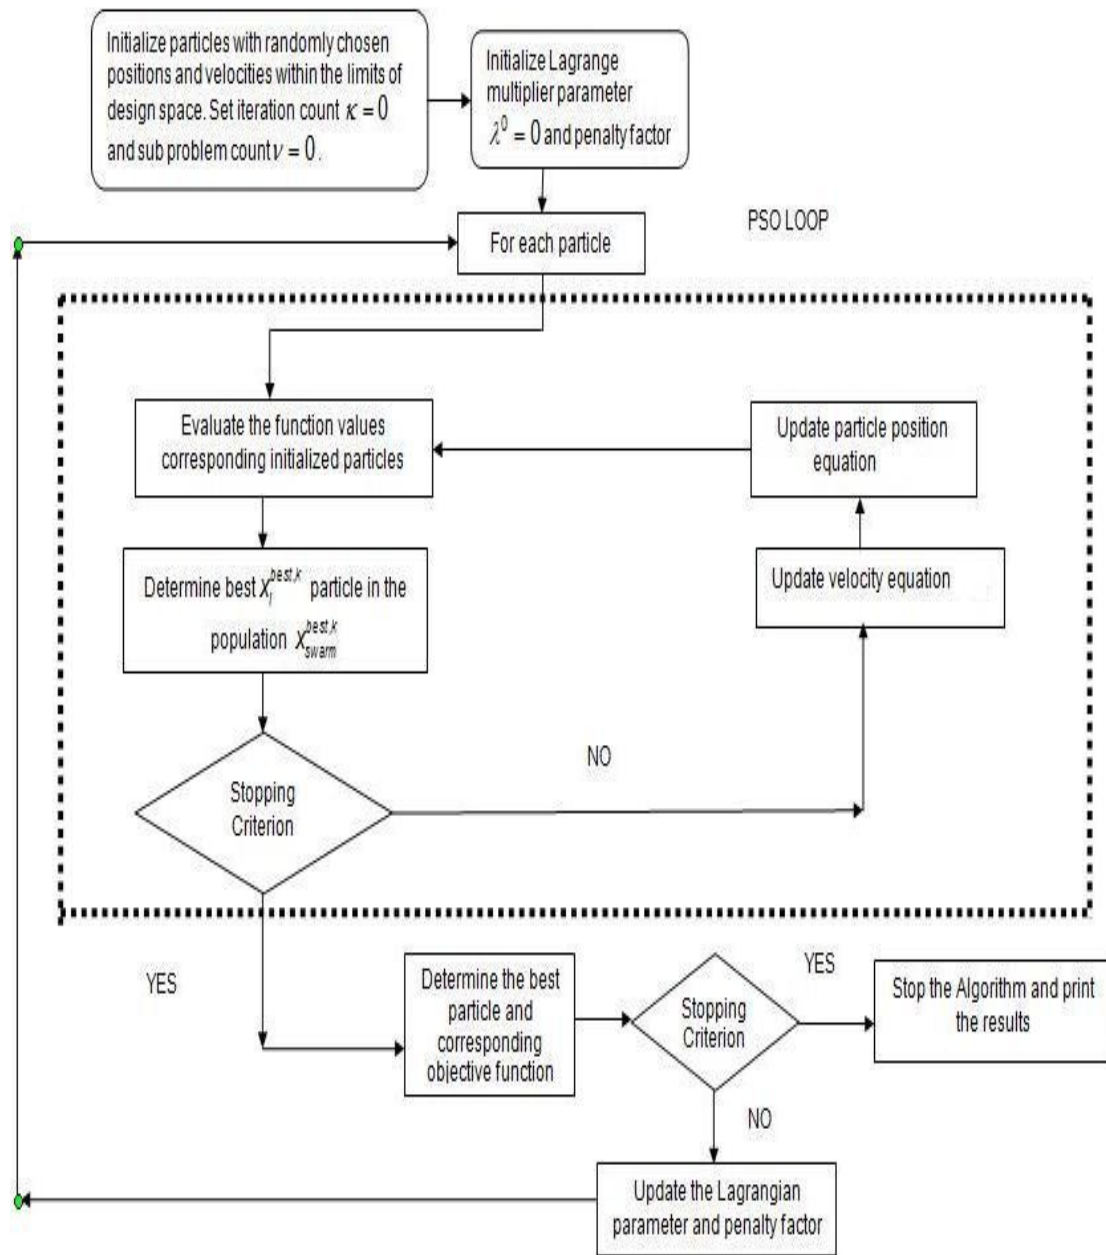 Initialize particles with randomly chosen
positions and velocities within the limits of
design space. Set iteration count κ = 0
and sub problem count ν = 0 .
Initialize Lagrange
multiplier parameter
λ⁰ = 0 and penalty factor
For each particle
PSO LOOP
Evaluate the function values
corresponding initialized particles
Update particle position
equation
Determine best x_i^{best,k} particle in the
population x_{swarm}^{best,k}
Update velocity equation
Stopping
Criterion
NO
YES
Determine the best
particle and
corresponding
objective function
Stopping
Criterion
YES
Stop the Algorithm and print
the results
NO
Update the Lagrangian
parameter and penalty factor